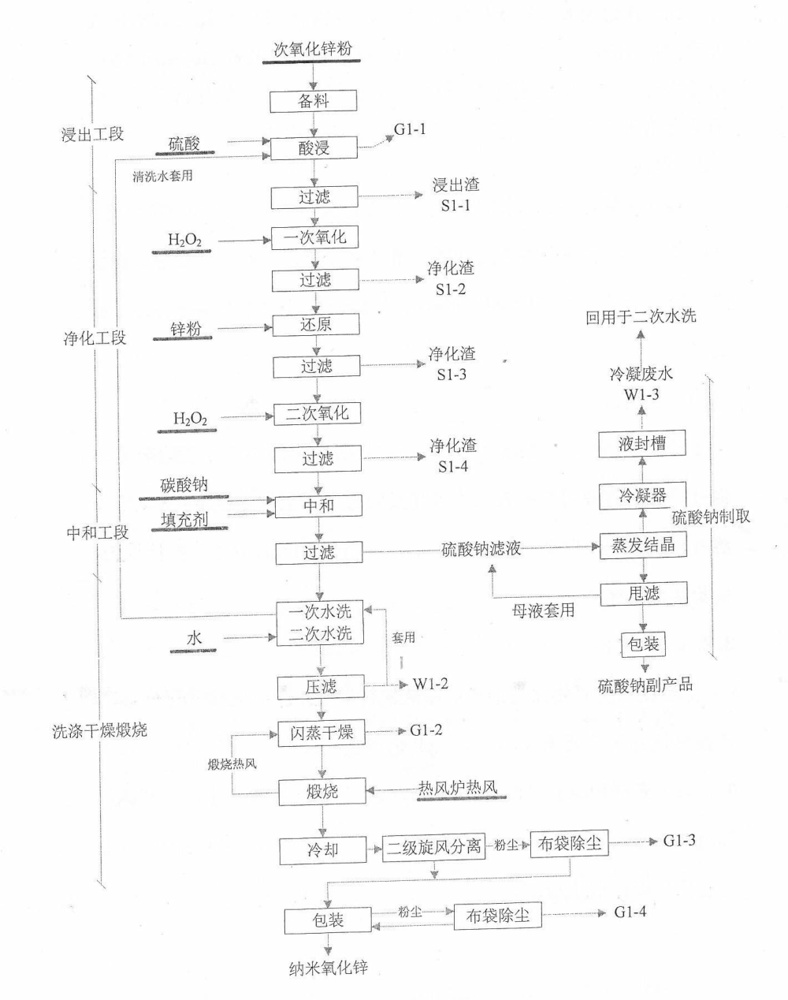 次氧化锌粉
备料
浸出工段
硫酸
酸浸
G1-1
清洗水套用
过滤
浸出渣
S1-1
H₂O₂
一次氧化
过滤
净化渣
S1-2
净化工段
锌粉
还原
回用于二次水洗
过滤
净化渣
S1-3
冷凝废水
W1-3
H₂O₂
二次氧化
液封槽
过滤
净化渣
S1-4
碳酸钠
填充剂
中和
冷凝器
硫酸钠制取
中和工段
过滤
硫酸钠滤液
蒸发结晶
甩滤
母液套用
一次水洗
二次水洗
水
套用
包装
压滤
W1-2
硫酸钠副产品
洗涤干燥煅烧
闪蒸干燥
G1-2
煅烧热风
煅烧
热风炉热风
冷却
二级旋风分离
粉尘
布袋除尘
G1-3
包装
粉尘
布袋除尘
G1-4
纳米氧化锌